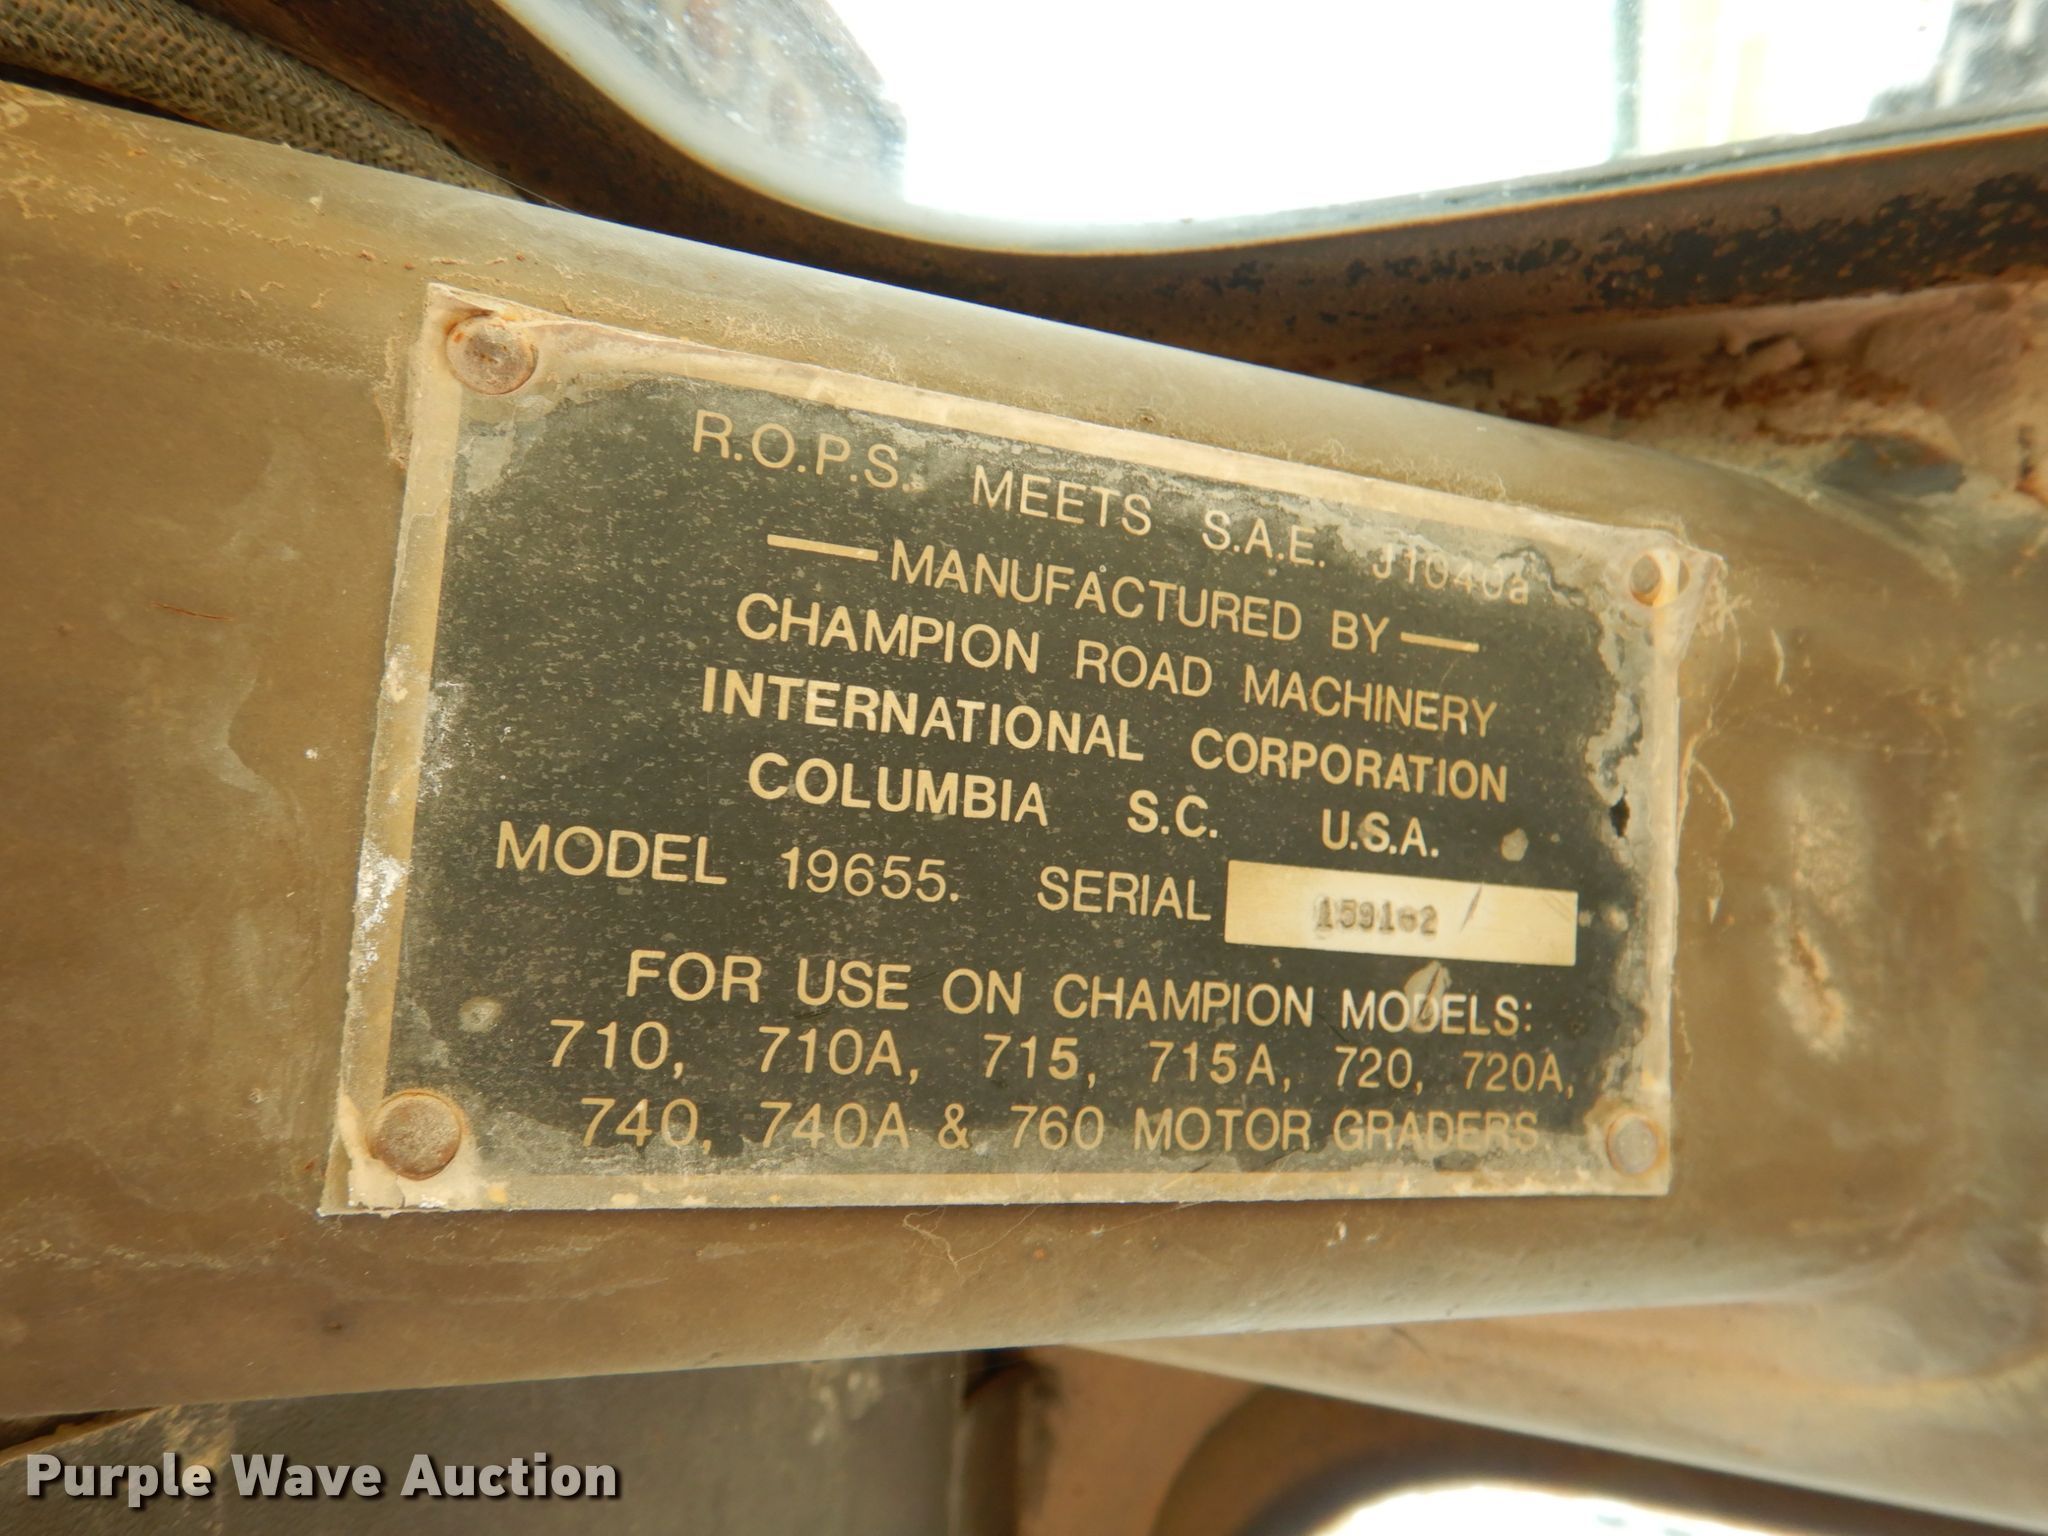 R.O.P.S. MEETS S.A.E. J1040a
— MANUFACTURED BY —
CHAMPION ROAD MACHINERY
INTERNATIONAL CORPORATION
COLUMBIA S.C. U.S.A.
MODEL 19655. SERIAL
FOR USE ON CHAMPION MODELS:
710, 710A, 715, 715A, 720, 720A,
740, 740A & 760 MOTOR GRADERS
Purple Wave Auction